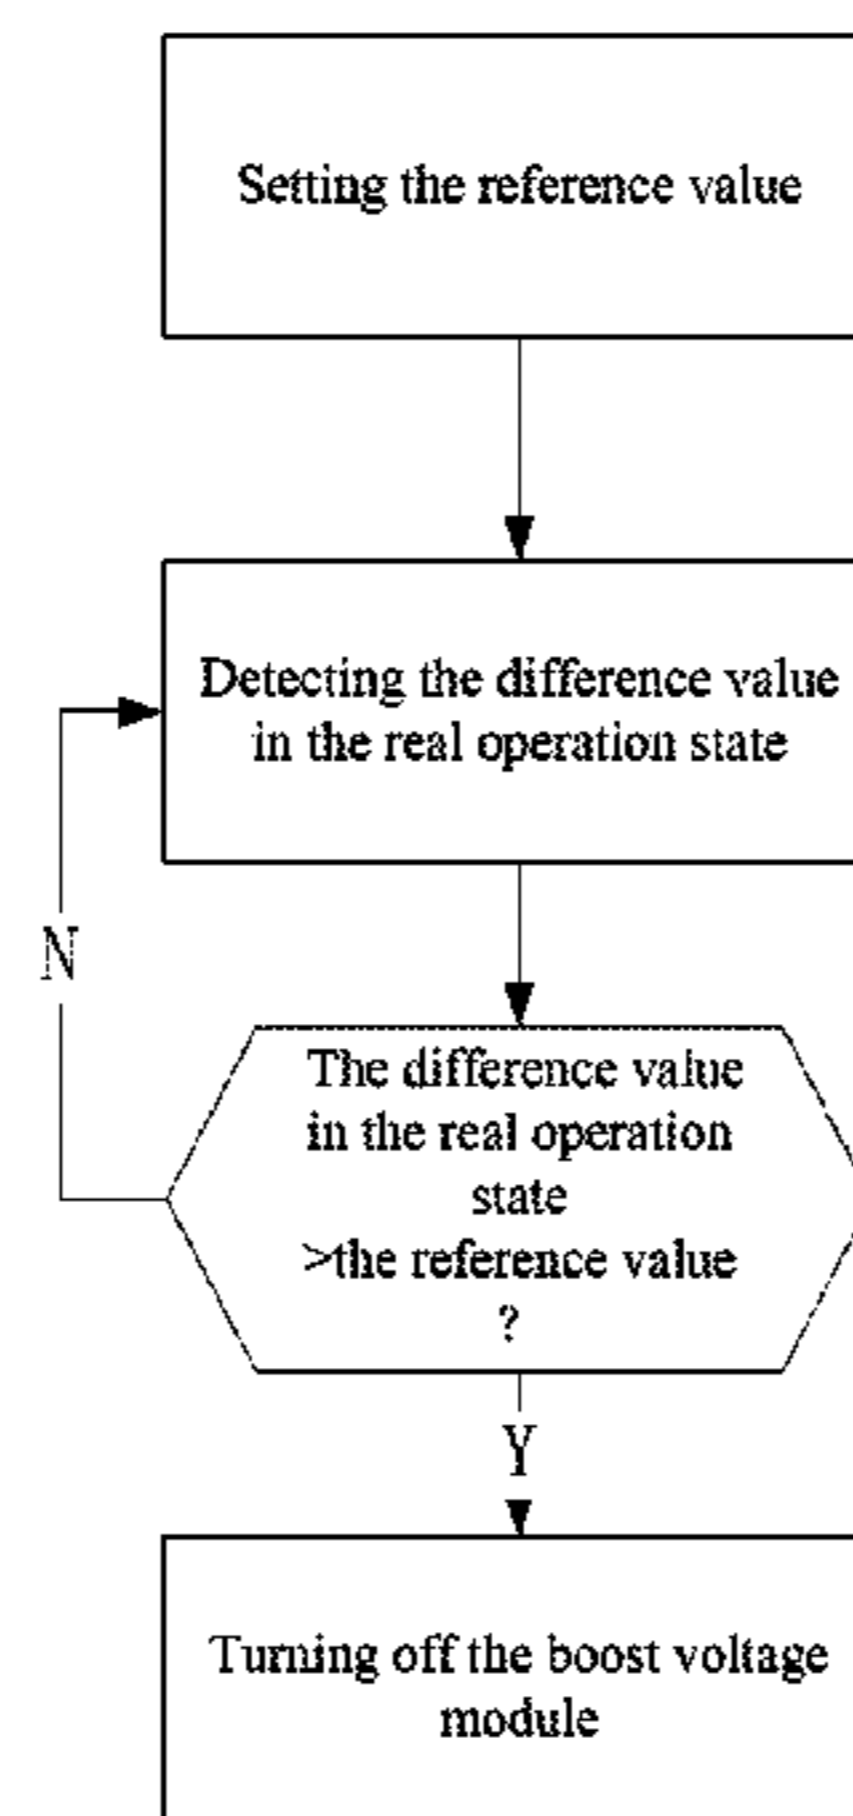 Setting the reference value
Detecting the difference value
in the real operation state
N
The difference value
in the real operation
state
>the reference value
?
Y
Turning off the boost voltage
module